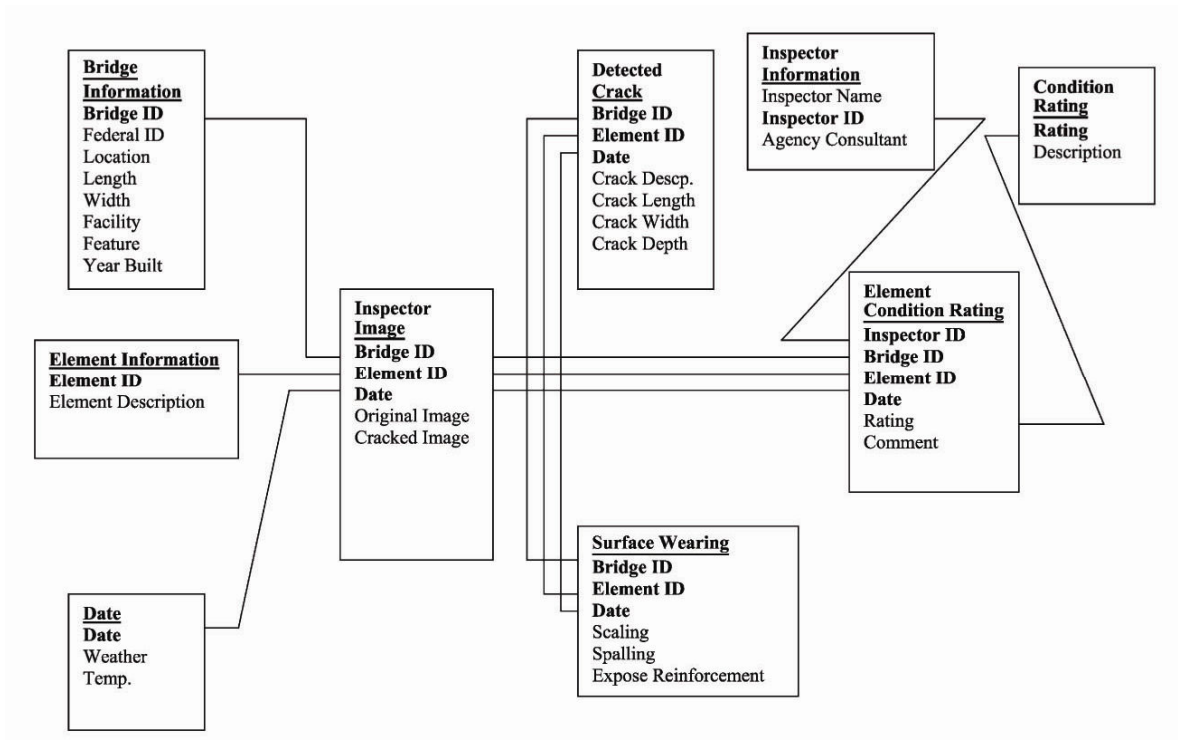 Bridge
Information
Bridge ID
Federal ID
Location
Length
Width
Facility
Feature
Year Built
Detected
Crack
Bridge ID
Element ID
Date
Crack Descp.
Crack Length
Crack Width
Crack Depth
Inspector
Information
Inspector Name
Inspector ID
Agency Consultant
Condition
Rating
Rating
Description
Element Information
Element ID
Element Description
Inspector
Image
Bridge ID
Element ID
Date
Original Image
Cracked Image
Element
Condition Rating
Inspector ID
Bridge ID
Element ID
Date
Rating
Comment
Date
Date
Weather
Temp.
Surface Wearing
Bridge ID
Element ID
Date
Scaling
Spalling
Expose Reinforcement